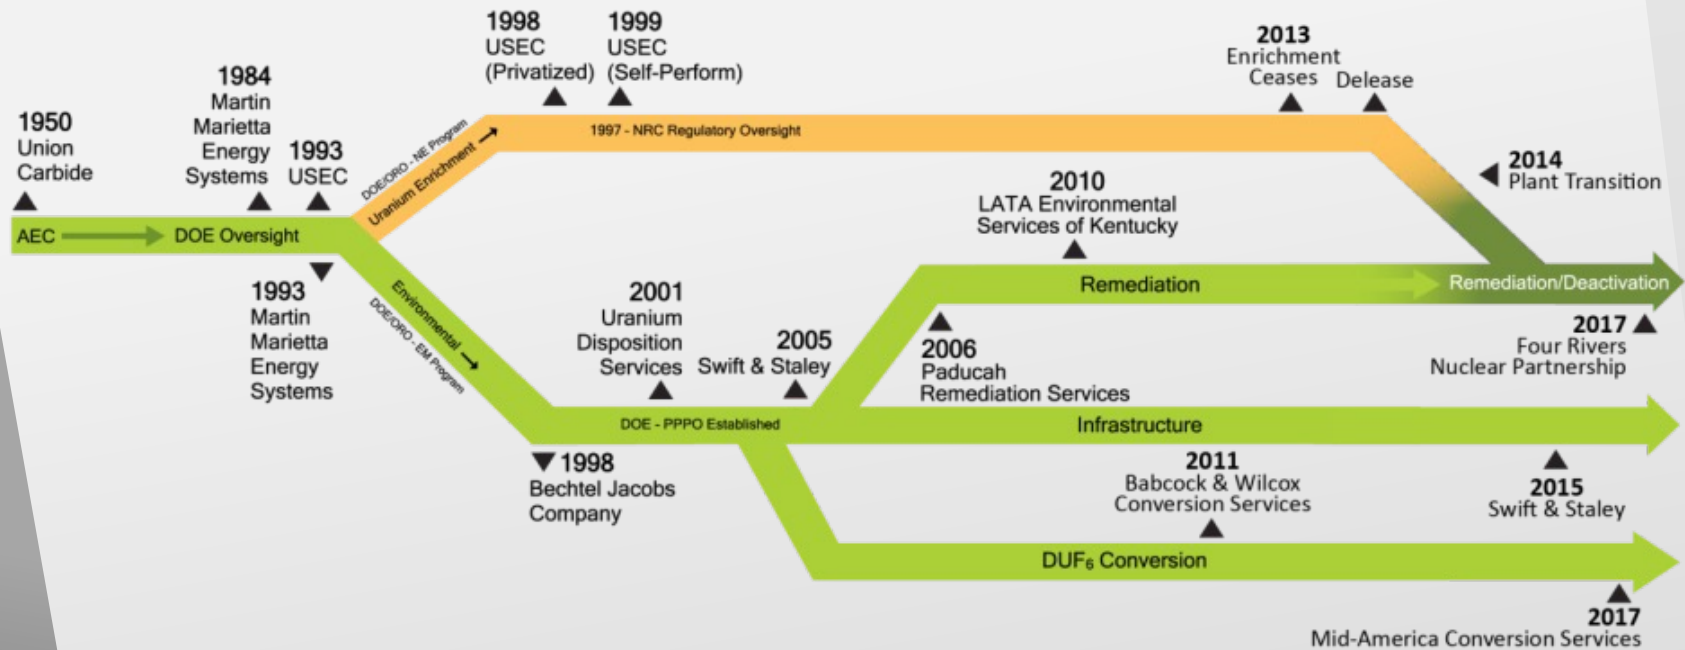 1950
Union
Carbide
1984
Martin
Marietta
Energy
Systems
1993
USEC
AEC
DOE Oversight
1993
Martin
Marietta
Energy
Systems
DOE/ORO - NE Program
Uranium Enrichment
1998
USEC
(Privatized)
1999
USEC
(Self-Perform)
1997 - NRC Regulatory Oversight
2013
Enrichment
Ceases
Delease
2014
Plant Transition
Environmental
DOE/ORO - EM Program
1998
Bechtel Jacobs
Company
2001
Uranium
Disposition
Services
2005
Swift & Staley
DOE - PPPO Established
2010
LATA Environmental
Services of Kentucky
Remediation
Remediation/Deactivation
2006
Paducah
Remediation Services
2017
Four Rivers
Nuclear Partnership
Infrastructure
2011
Babcock & Wilcox
Conversion Services
2015
Swift & Staley
DUF₆ Conversion
2017
Mid-America Conversion Services